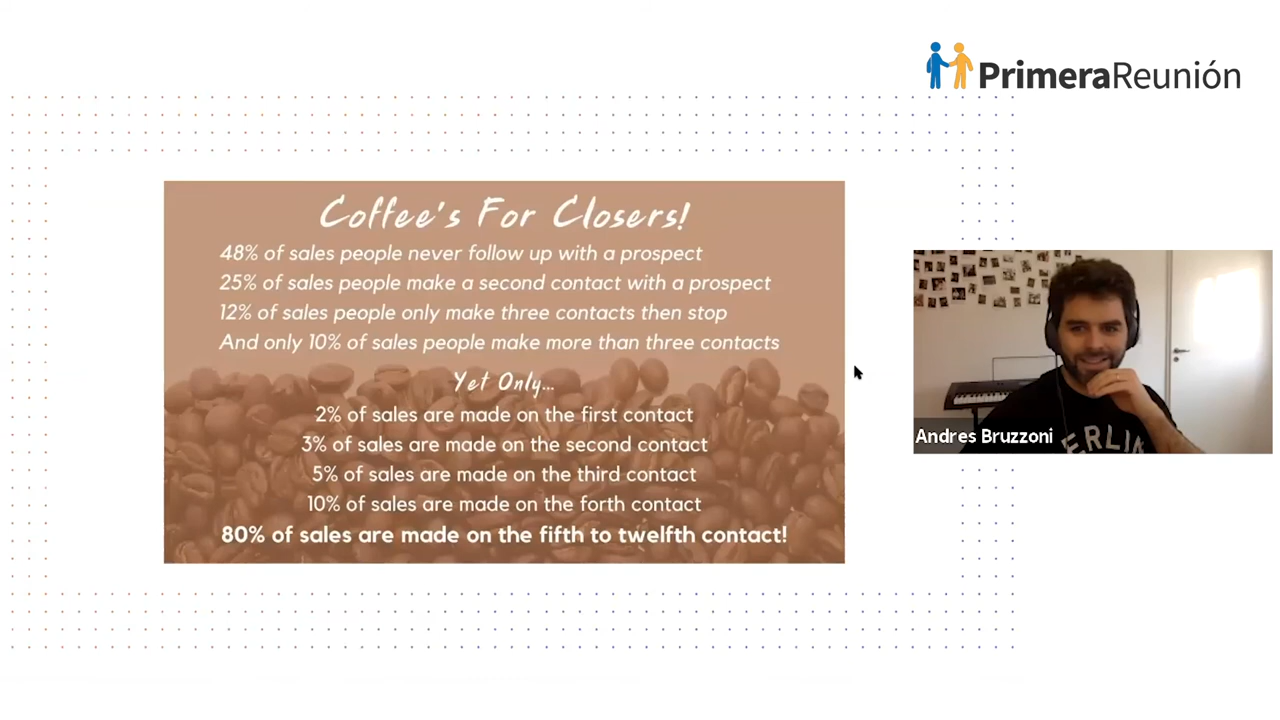 PrimeraReunión
Coffee's For Closers!
48% of sales people never follow up with a prospect
25% of sales people make a second contact with a prospect
12% of sales people only make three contacts then stop
And only 10% of sales people make more than three contacts
Yet Only...
2% of sales are made on the first contact
3% of sales are made on the second contact
5% of sales are made on the third contact
10% of sales are made on the forth contact
80% of sales are made on the fifth to twelfth contact!
Andres Bruzzoni